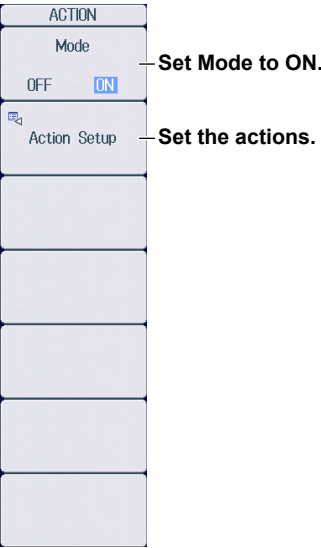 ACTION
Mode
OFF ON
Set Mode to ON.
Action Setup
Set the actions.